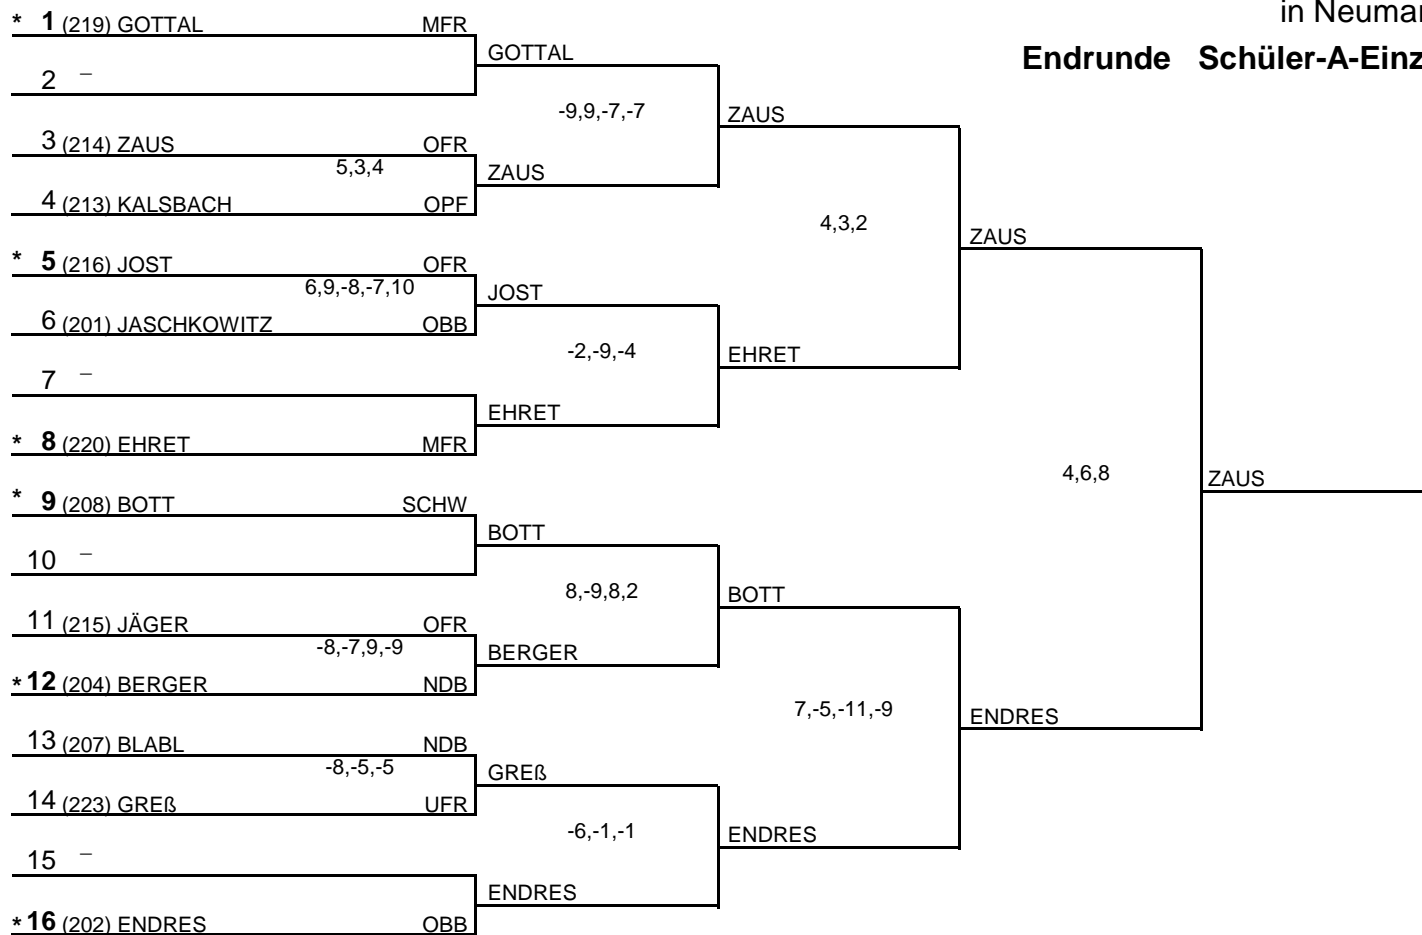 in Neumar
Endrunde Schüler-A-Einz
* 1 (219) GOTTAL MFR
GOTTAL
2 –
-9,9,-7,-7
ZAUS
3 (214) ZAUS OFR
5,3,4
ZAUS
4 (213) KALSBACH OPF
4,3,2
ZAUS
* 5 (216) JOST OFR
6,9,-8,-7,10
JOST
6 (201) JASCHKOWITZ OBB
-2,-9,-4
EHRET
7 –
EHRET
* 8 (220) EHRET MFR
4,6,8
ZAUS
* 9 (208) BOTT SCHW
BOTT
10 –
8,-9,8,2
BOTT
11 (215) JÄGER OFR
-8,-7,9,-9
BERGER
* 12 (204) BERGER NDB
7,-5,-11,-9
ENDRES
13 (207) BLABL NDB
-8,-5,-5
GREß
14 (223) GREß UFR
-6,-1,-1
ENDRES
15 –
ENDRES
* 16 (202) ENDRES OBB